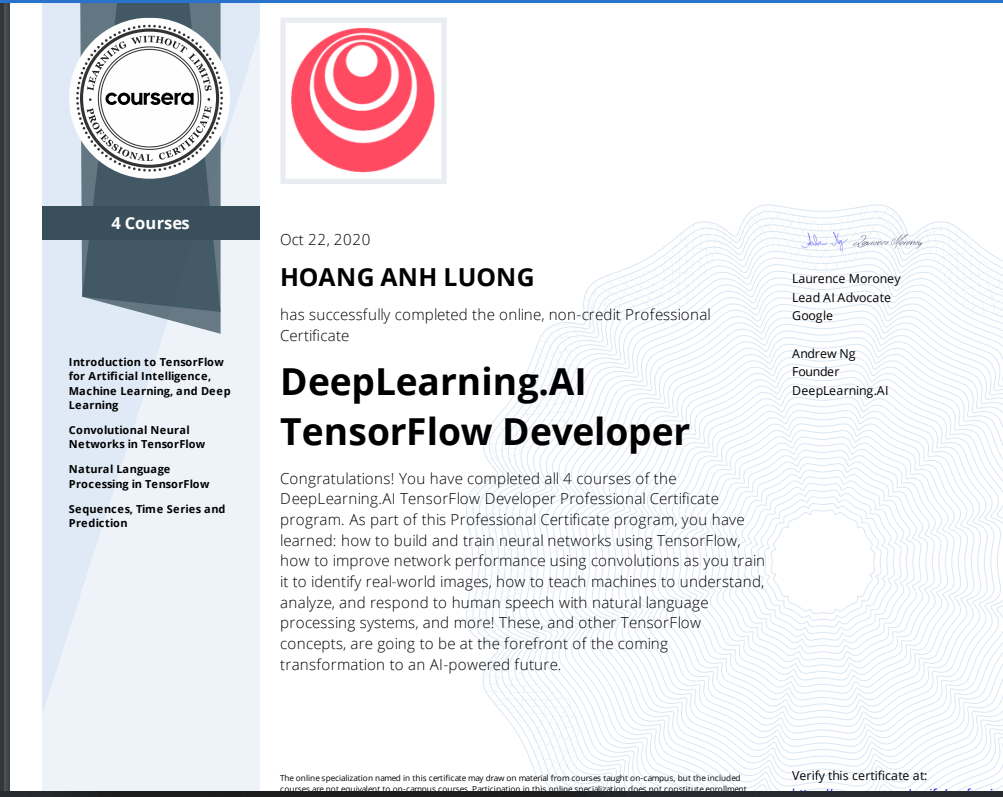 LEARNING WITHOUT LIMITS
coursera
PROFESSIONAL CERTIFICATE
4 Courses
Introduction to TensorFlow
for Artificial Intelligence,
Machine Learning, and Deep
Learning
Convolutional Neural
Networks in TensorFlow
Natural Language
Processing in TensorFlow
Sequences, Time Series and
Prediction
Oct 22, 2020
HOANG ANH LUONG
has successfully completed the online, non-credit Professional
Certificate
DeepLearning.AI
TensorFlow Developer
Congratulations! You have completed all 4 courses of the
DeepLearning.AI TensorFlow Developer Professional Certificate
program. As part of this Professional Certificate program, you have
learned: how to build and train neural networks using TensorFlow,
how to improve network performance using convolutions as you train
it to identify real-world images, how to teach machines to understand,
analyze, and respond to human speech with natural language
processing systems, and more! These, and other TensorFlow
concepts, are going to be at the forefront of the coming
transformation to an AI-powered future.
Laurence Moroney
Laurence Moroney
Lead AI Advocate
Google
Andrew Ng
Founder
DeepLearning.AI
The online specialization named in this certificate may draw on material from courses taught on-campus, but the included
courses are not equivalent to on-campus courses. Participation in this online specialization does not constitute enrollment
Verify this certificate at: